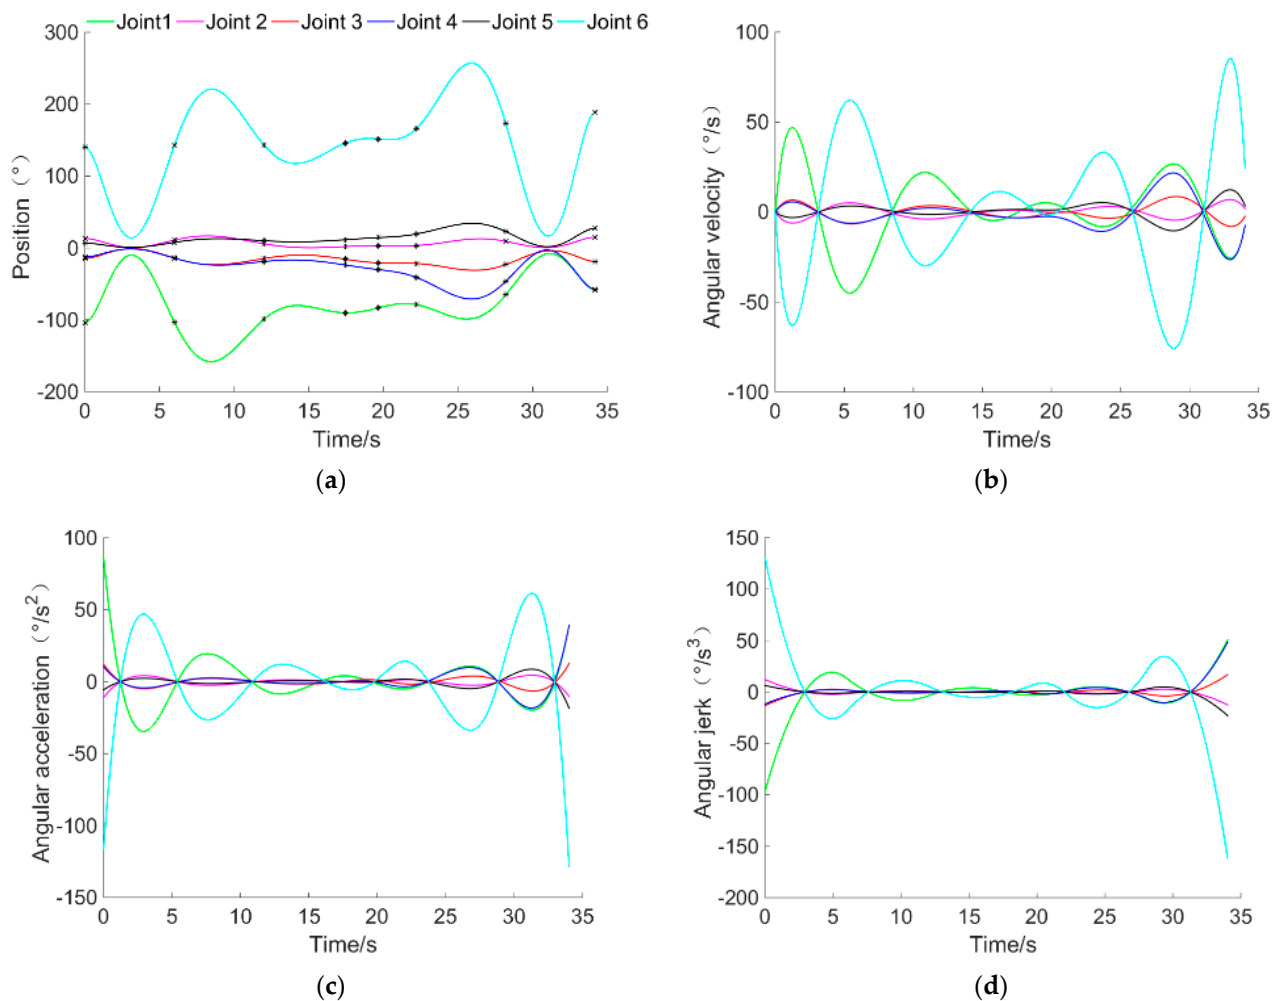 Joint1 Joint 2 Joint 3 Joint 4 Joint 5 Joint 6
300
200
100
0
-100
-200
Position（°）
0 5 10 15 20 25 30 35
Time/s
(a)
100
50
0
-50
-100
Angular velocity（°/s）
0 5 10 15 20 25 30 35
Time/s
(b)
100
50
0
-50
-100
-150
Angular acceleration（°/s²）
0 5 10 15 20 25 30 35
Time/s
(c)
150
100
50
0
-50
-100
-150
-200
Angular jerk（°/s³）
0 5 10 15 20 25 30 35
Time/s
(d)